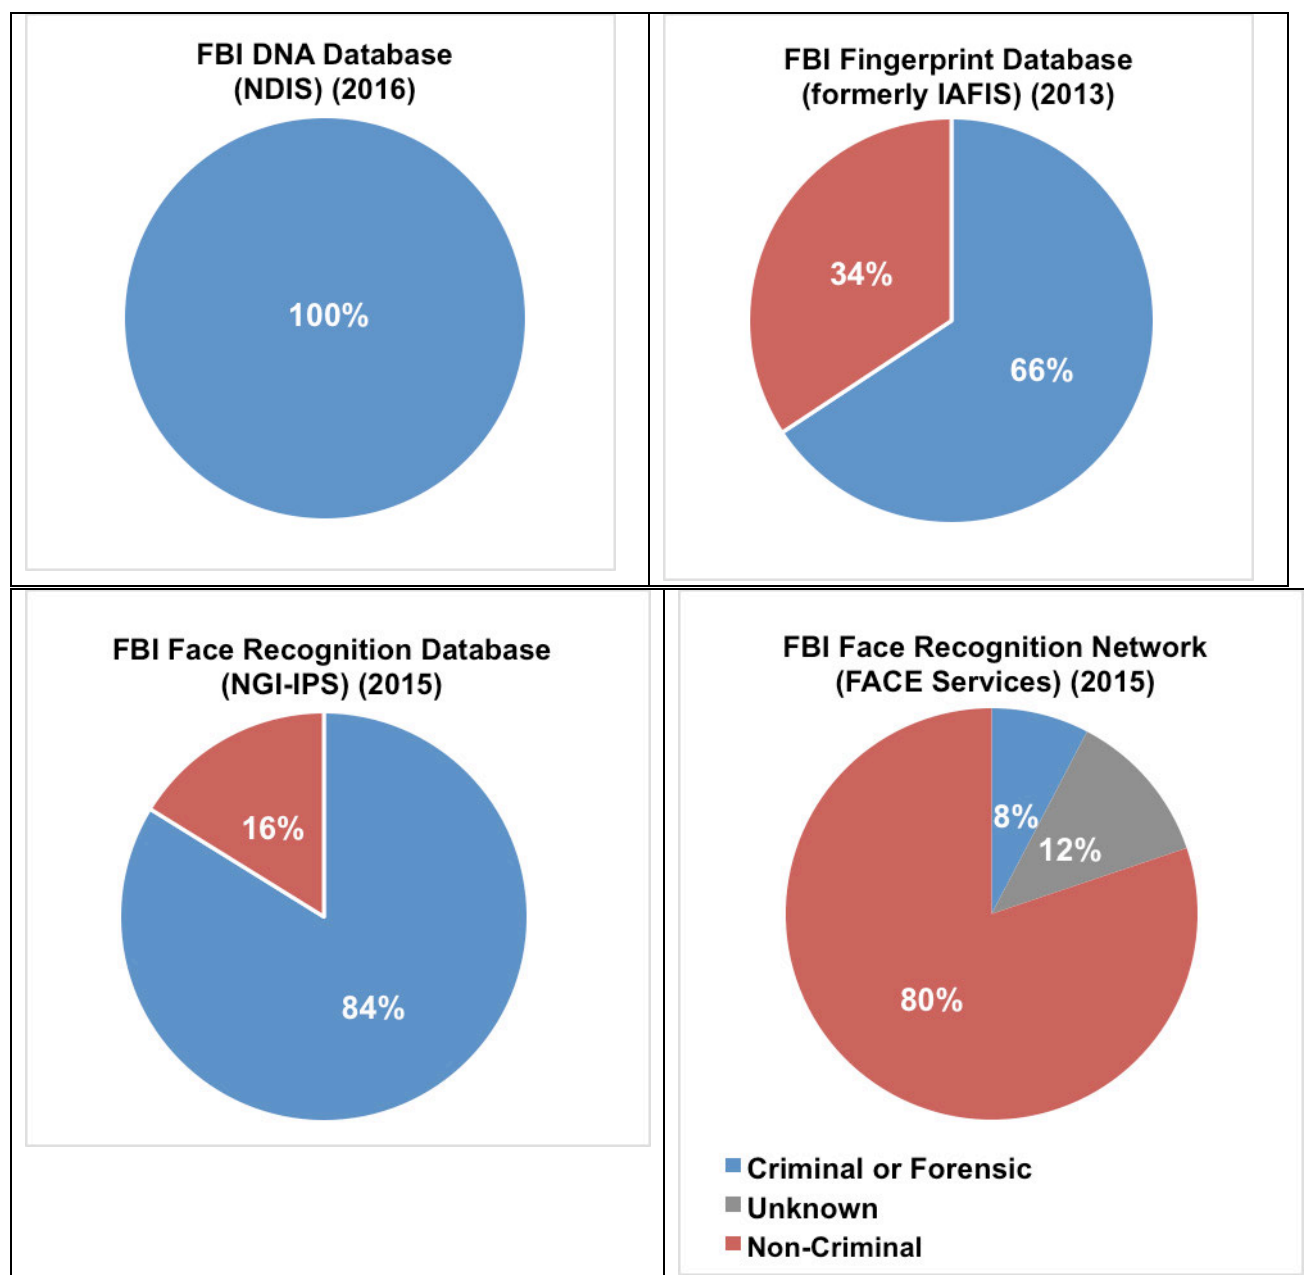 FBI DNA Database
(NDIS) (2016)
100%
FBI Fingerprint Database
(formerly IAFIS) (2013)
34%
66%
FBI Face Recognition Database
(NGI-IPS) (2015)
16%
84%
FBI Face Recognition Network
(FACE Services) (2015)
8%
12%
80%
Criminal or Forensic
Unknown
Non-Criminal